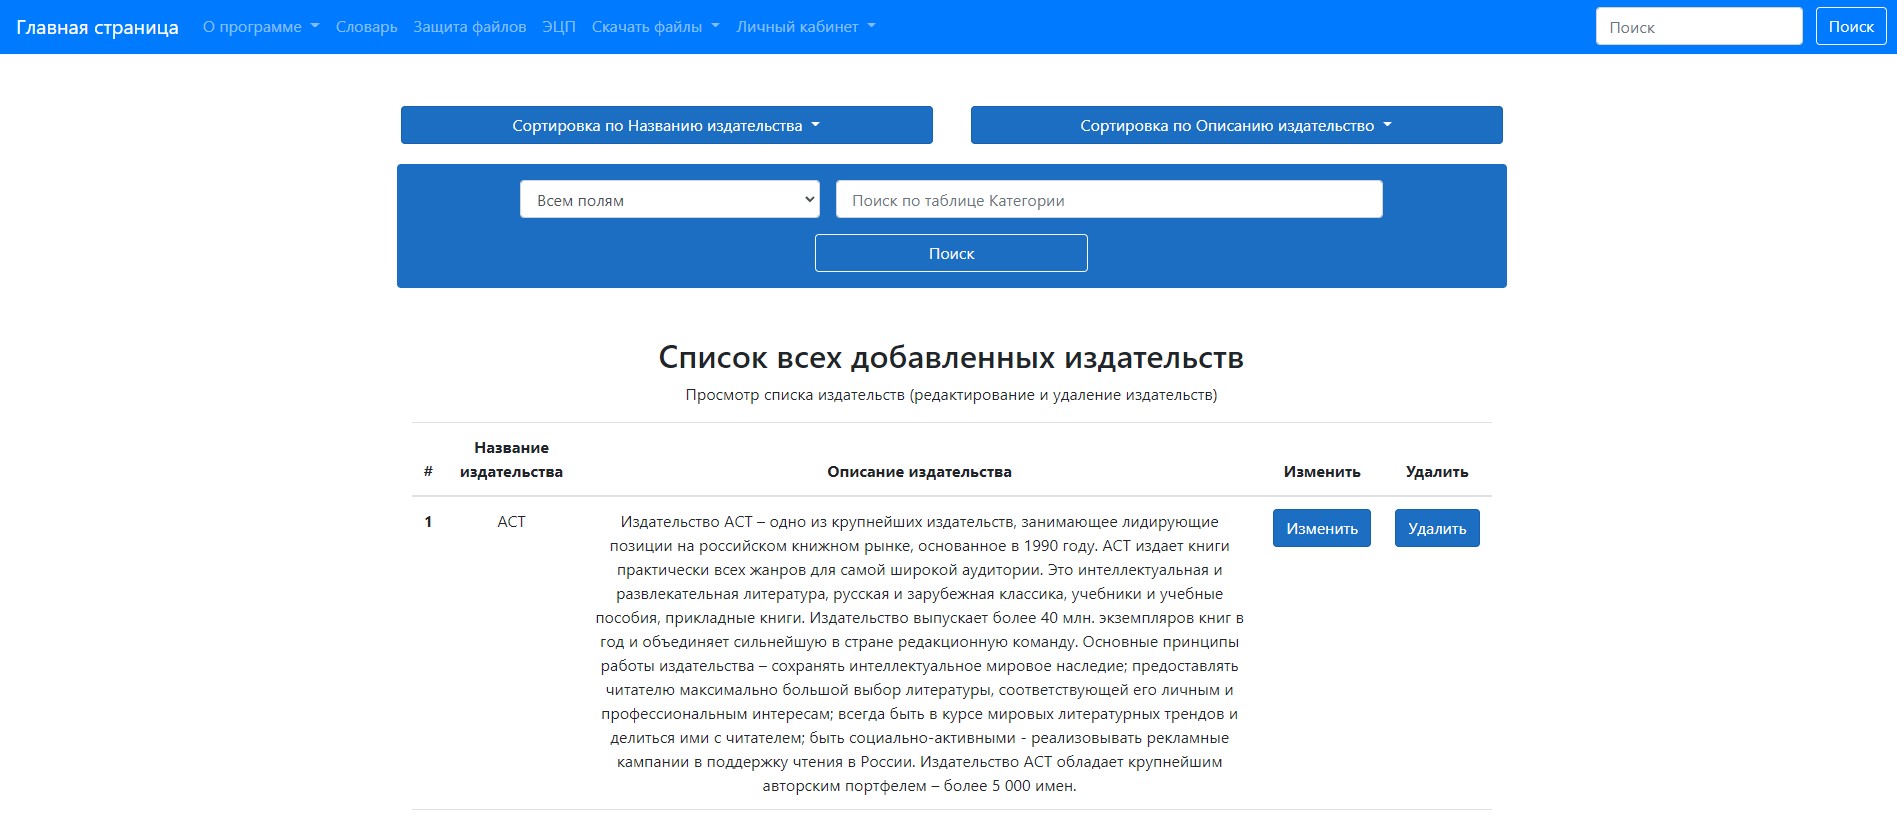 Главная страница О программе Словарь Защита файлов ЭЦП Скачать файлы Личный кабинет Поиск Поиск
Сортировка по Названию издательства Сортировка по Описанию издательство
Всем полям Поиск по таблице Категории
Поиск
Список всех добавленных издательств
Просмотр списка издательств (редактирование и удаление издательств)
Название
# издательства Описание издательства Изменить Удалить
1 АСТ Издательство АСТ – одно из крупнейших издательств, занимающее лидирующие
позиции на российском книжном рынке, основанное в 1990 году. АСТ издает книги
Изменить Удалить
практически всех жанров для самой широкой аудитории. Это интеллектуальная и
развлекательная литература, русская и зарубежная классика, учебники и учебные
пособия, прикладные книги. Издательство выпускает более 40 млн. экземпляров книг в
год и объединяет сильнейшую в стране редакционную команду. Основные принципы
работы издательства – сохранять интеллектуальное мировое наследие; предоставлять
читателю максимально большой выбор литературы, соответствующей его личным и
профессиональным интересам; всегда быть в курсе мировых литературных трендов и
делиться ими с читателем; быть социально-активными - реализовывать рекламные
кампании в поддержку чтения в России. Издательство АСТ обладает крупнейшим
авторским портфелем – более 5 000 имен.